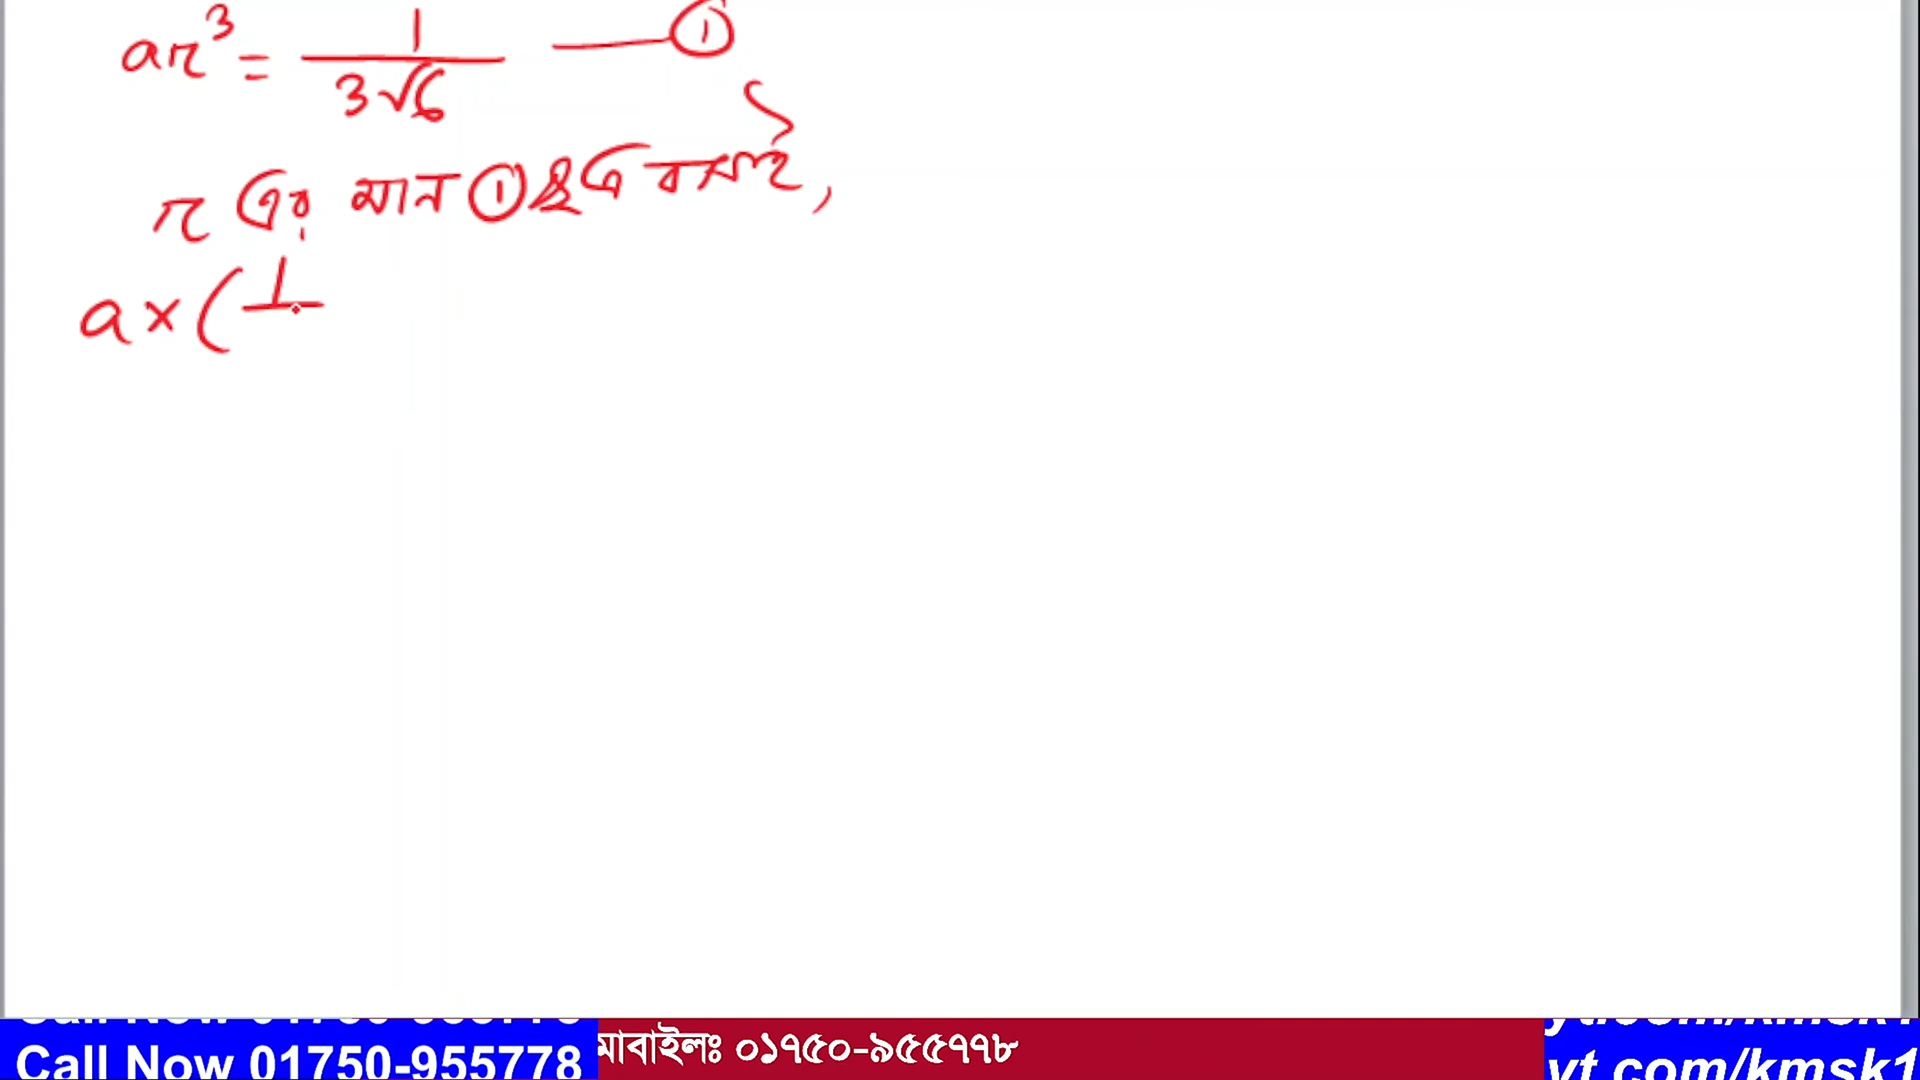 ar³ = 1/3√6 —— ①
r এর মান ① নং এ বসাই,
a × ( 1
Call Now 01750-955778
মোবাইলঃ ০১৭৫০-৯৫৫৭৭৮
yt.com/kmsk1